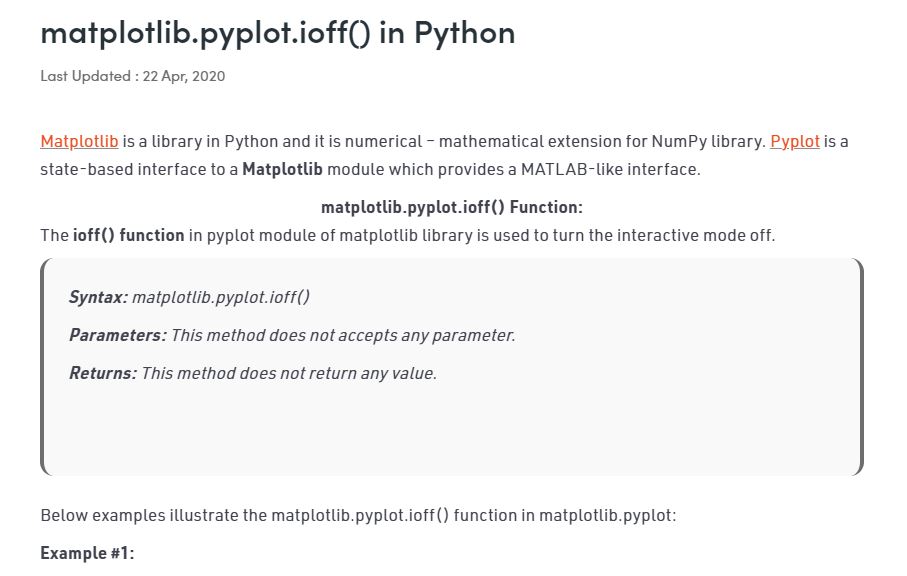 matplotlib.pyplot.ioff() in Python
Last Updated : 22 Apr, 2020
Matplotlib is a library in Python and it is numerical – mathematical extension for NumPy library. Pyplot is a
state-based interface to a Matplotlib module which provides a MATLAB-like interface.
matplotlib.pyplot.ioff() Function:
The ioff() function in pyplot module of matplotlib library is used to turn the interactive mode off.
Syntax: matplotlib.pyplot.ioff()
Parameters: This method does not accepts any parameter.
Returns: This method does not return any value.
Below examples illustrate the matplotlib.pyplot.ioff() function in matplotlib.pyplot:
Example #1: